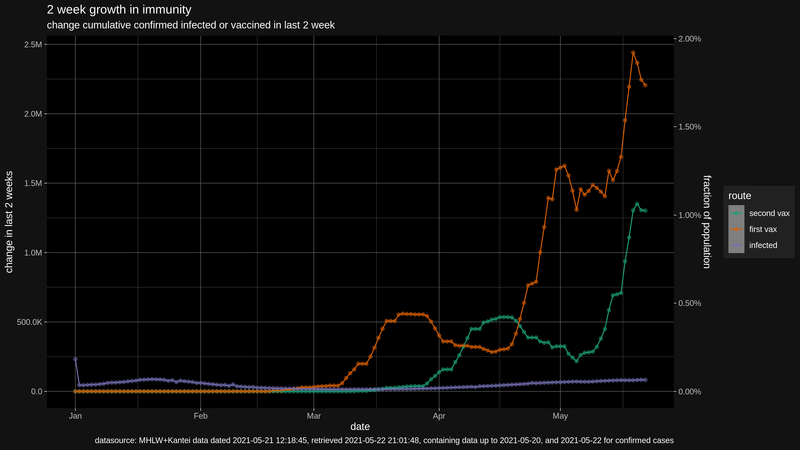 2 week growth in immunity
change cumulative confirmed infected or vaccined in last 2 week
2.5M
2.0M
1.5M
1.0M
500.0K
0.0
change in last 2 weeks
2.00%
1.50%
1.00%
0.50%
0.00%
fraction of population
Jan Feb Mar Apr May
date
route
second vax
first vax
infected
datasource: MHLW+Kantei data dated 2021-05-21 12:18:45, retrieved 2021-05-22 21:01:48, containing data up to 2021-05-20, and 2021-05-22 for confirmed cases